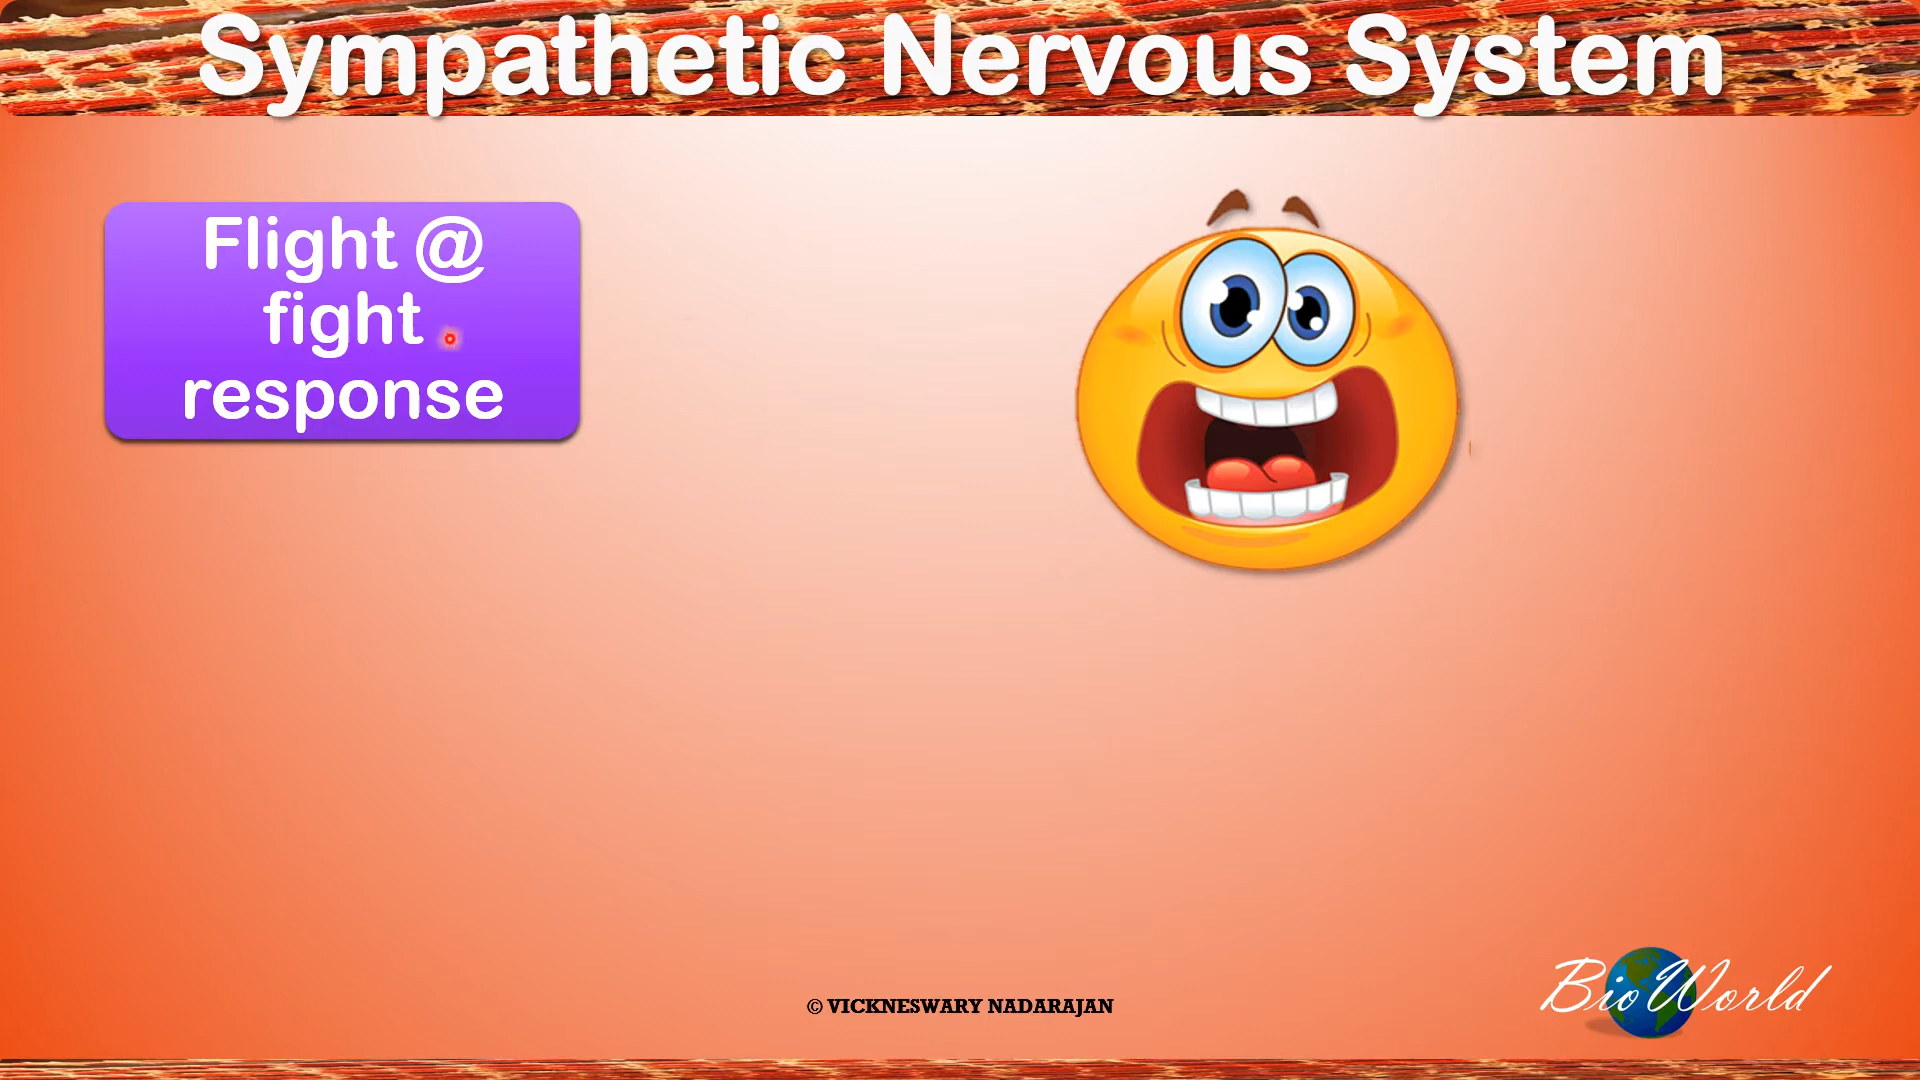 Sympathetic Nervous System
Flight @
fight
response
© VICKNESWARY NADARAJAN
BioWorld